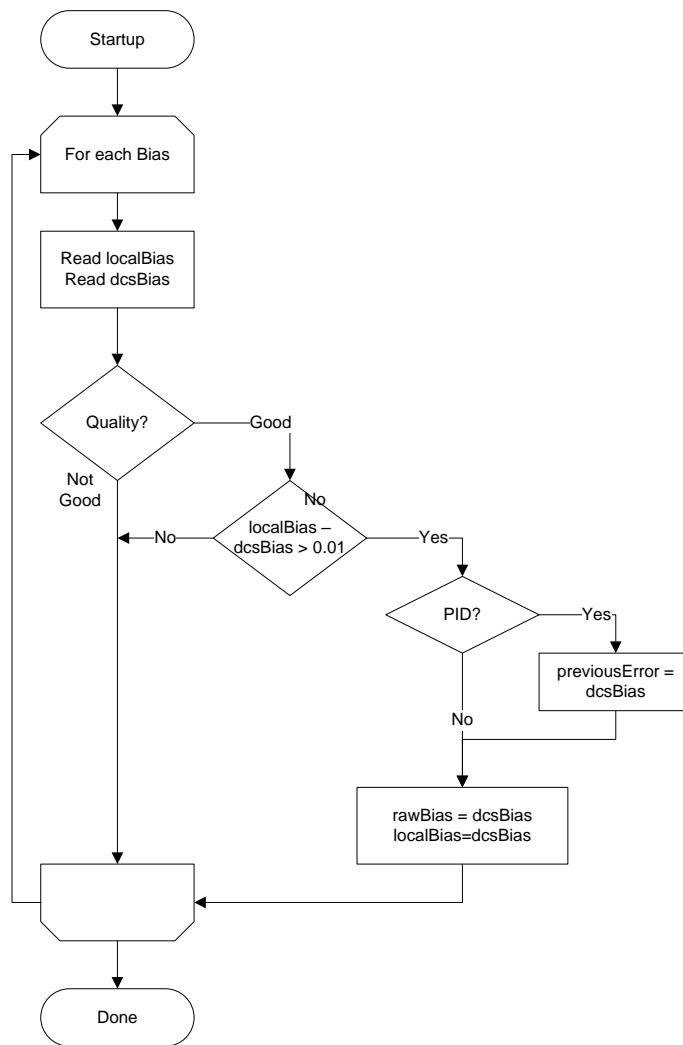 Startup
For each Bias
Read localBias
Read dcsBias
Quality?
Good
Not
Good
No
localBias –
dcsBias > 0.01
No
Yes
PID?
Yes
previousError =
dcsBias
No
rawBias = dcsBias
localBias=dcsBias
Done